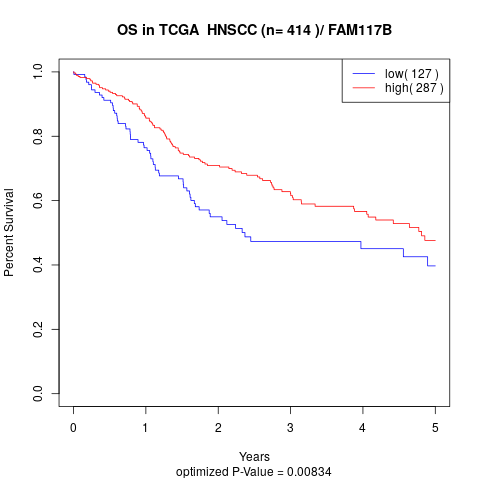 OS in TCGA  HNSCC (n= 414 )/ FAM117B
low( 127 )
high( 287 )
Percent Survival
1.0
0.8
0.6
0.4
0.2
0.0
0 1 2 3 4 5
Years
optimized P-Value = 0.00834